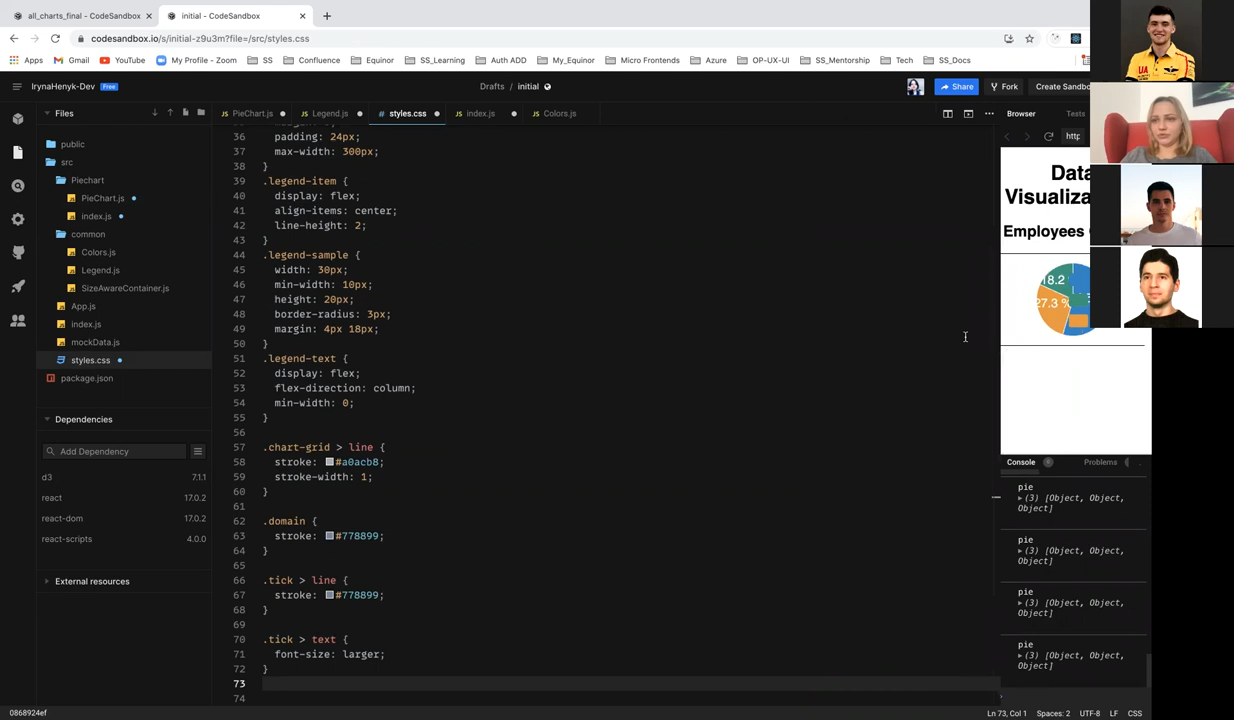 all_charts_final - CodeSandbox
initial - CodeSandbox
codesandbox.io/s/initial-z9u3m?file=/src/styles.css
Apps
Gmail
YouTube
My Profile - Zoom
SS
Confluence
Equinor
SS_Learning
Auth ADD
My_Equinor
Micro Frontends
Azure
OP-UX-UI
SS_Mentorship
Tech
SS_Docs
IrynaHenyk-Dev
Free
Drafts / initial
Share
Fork
Create Sandbo
Files
public
src
Piechart
PieChart.js
index.js
common
Colors.js
Legend.js
SizeAwareContainer.js
App.js
index.js
mockData.js
styles.css
package.json
Dependencies
Add Dependency
d3 7.1.1
react 17.0.2
react-dom 17.0.2
react-scripts 4.0.0
External resources
0868924ef
PieChart.js
Legend.js
# styles.css
index.js
Colors.js
36 padding: 24px;
37 max-width: 300px;
38 }
39 .legend-item {
40 display: flex;
41 align-items: center;
42 line-height: 2;
43 }
44 .legend-sample {
45 width: 30px;
46 min-width: 10px;
47 height: 20px;
48 border-radius: 3px;
49 margin: 4px 18px;
50 }
51 .legend-text {
52 display: flex;
53 flex-direction: column;
54 min-width: 0;
55 }
56
57 .chart-grid > line {
58 stroke: #a0acb8;
59 stroke-width: 1;
60 }
61
62 .domain {
63 stroke: #778899;
64 }
65
66 .tick > line {
67 stroke: #778899;
68 }
69
70 .tick > text {
71 font-size: larger;
72 }
73
74
Browser
Tests
http
Data
Visualiza
Employees
18.2
27.3 %
Console 0
Problems
pie
(3) [Object, Object,
Object]
pie
(3) [Object, Object,
Object]
pie
(3) [Object, Object,
Object]
pie
(3) [Object, Object,
Object]
UA
Ln 73, Col 1
Spaces: 2
UTF-8
LF
CSS